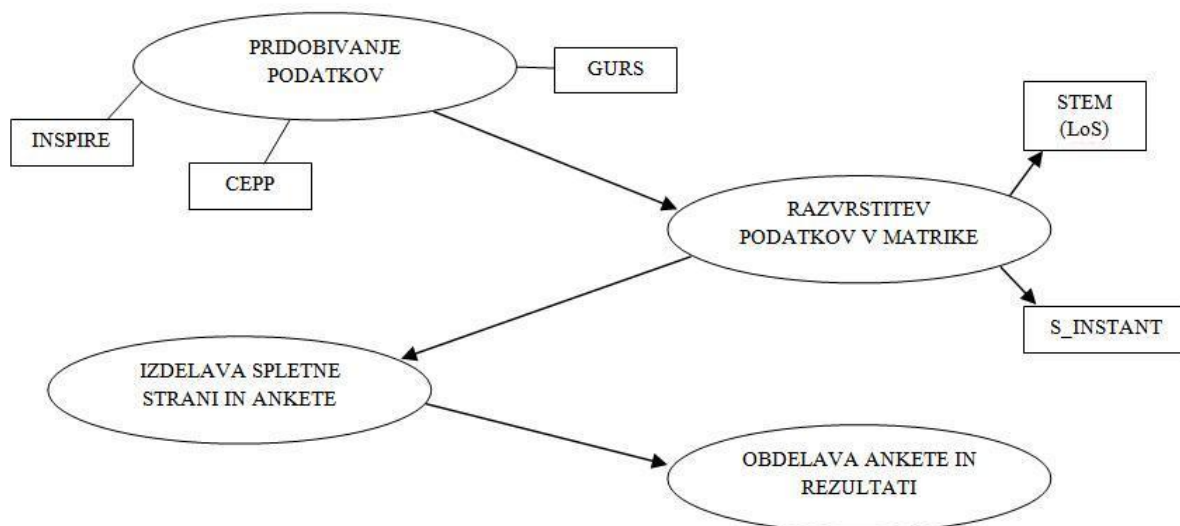 PRIDOBIVANJE
PODATKOV
GURS
INSPIRE
CEPP
STEM
(LoS)
RAZVRSTITEV
PODATKOV V MATRIKE
S_INSTANT
IZDELAVA SPLETNE
STRANI IN ANKETE
OBDELAVA ANKETE IN
REZULTATI